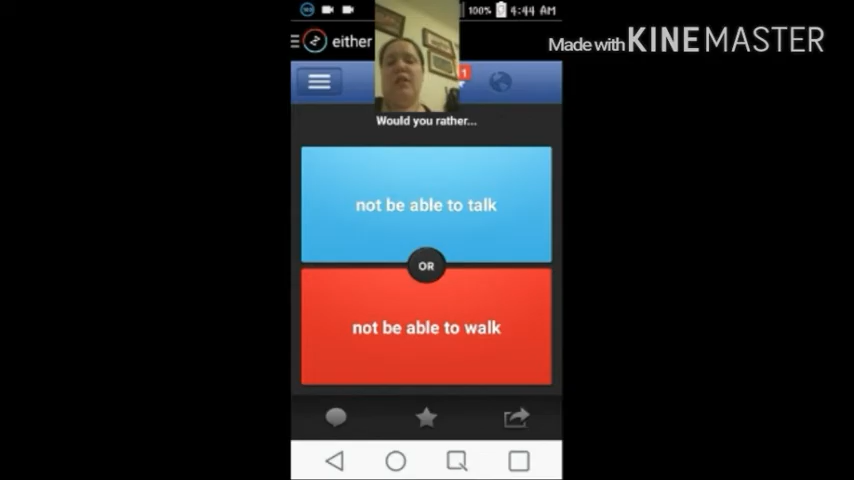 100% 4:44 AM
either
Made with KINEMASTER
1
Would you rather...
not be able to talk
OR
not be able to walk